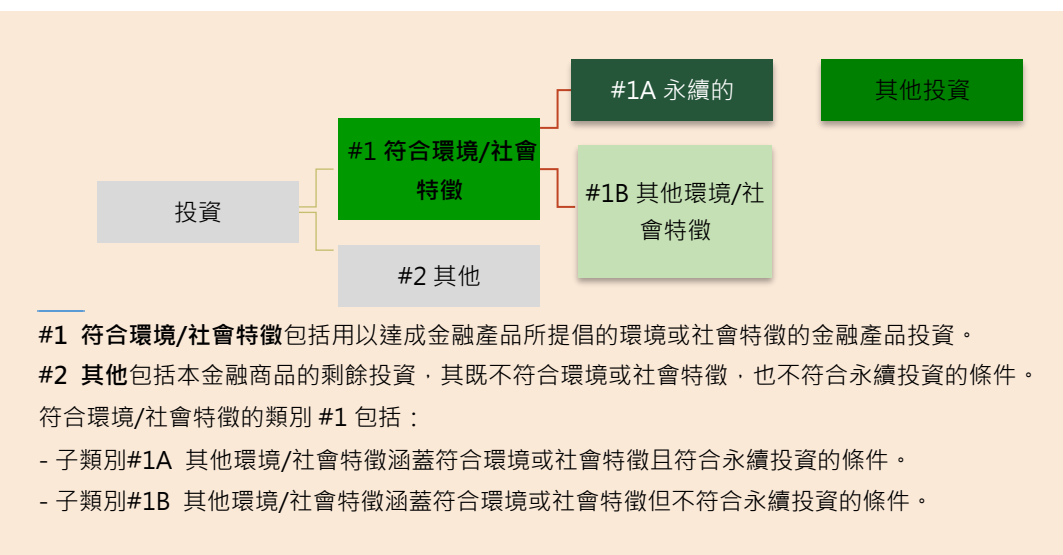 #1A 永續的
其他投資
#1 符合環境/社會
特徵
#1B 其他環境/社
會特徵
投資
#2 其他
#1 符合環境/社會特徵包括用以達成金融產品所提倡的環境或社會特徵的金融產品投資。
#2 其他包括本金融商品的剩餘投資，其既不符合環境或社會特徵，也不符合永續投資的條件。
符合環境/社會特徵的類別 #1 包括：
- 子類別#1A 其他環境/社會特徵涵蓋符合環境或社會特徵且符合永續投資的條件。
- 子類別#1B 其他環境/社會特徵涵蓋符合環境或社會特徵但不符合永續投資的條件。